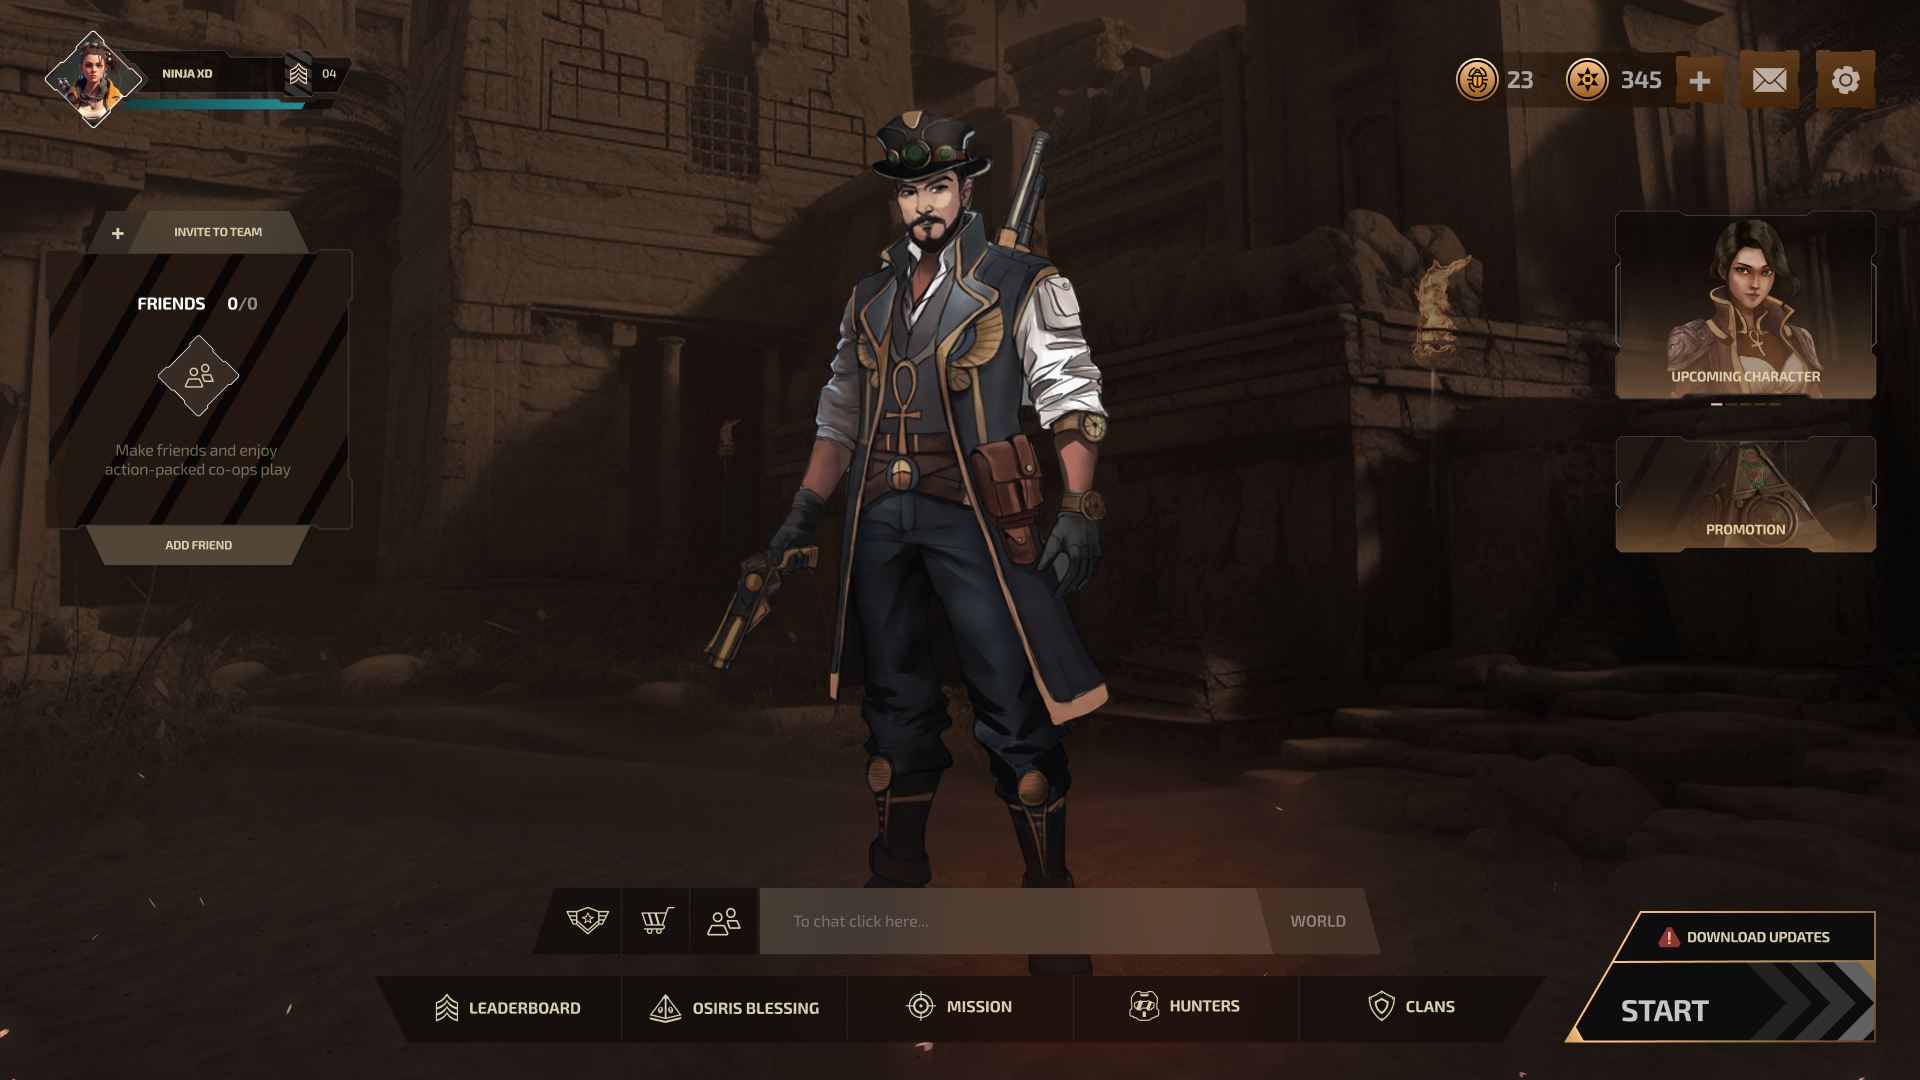 NINJA XD
04
23
345
INVITE TO TEAM
FRIENDS 0/0
Make friends and enjoy
action-packed co-ops play
ADD FRIEND
UPCOMING CHARACTER
PROMOTION
To chat click here...
WORLD
DOWNLOAD UPDATES
START
LEADERBOARD
OSIRIS BLESSING
MISSION
HUNTERS
CLANS